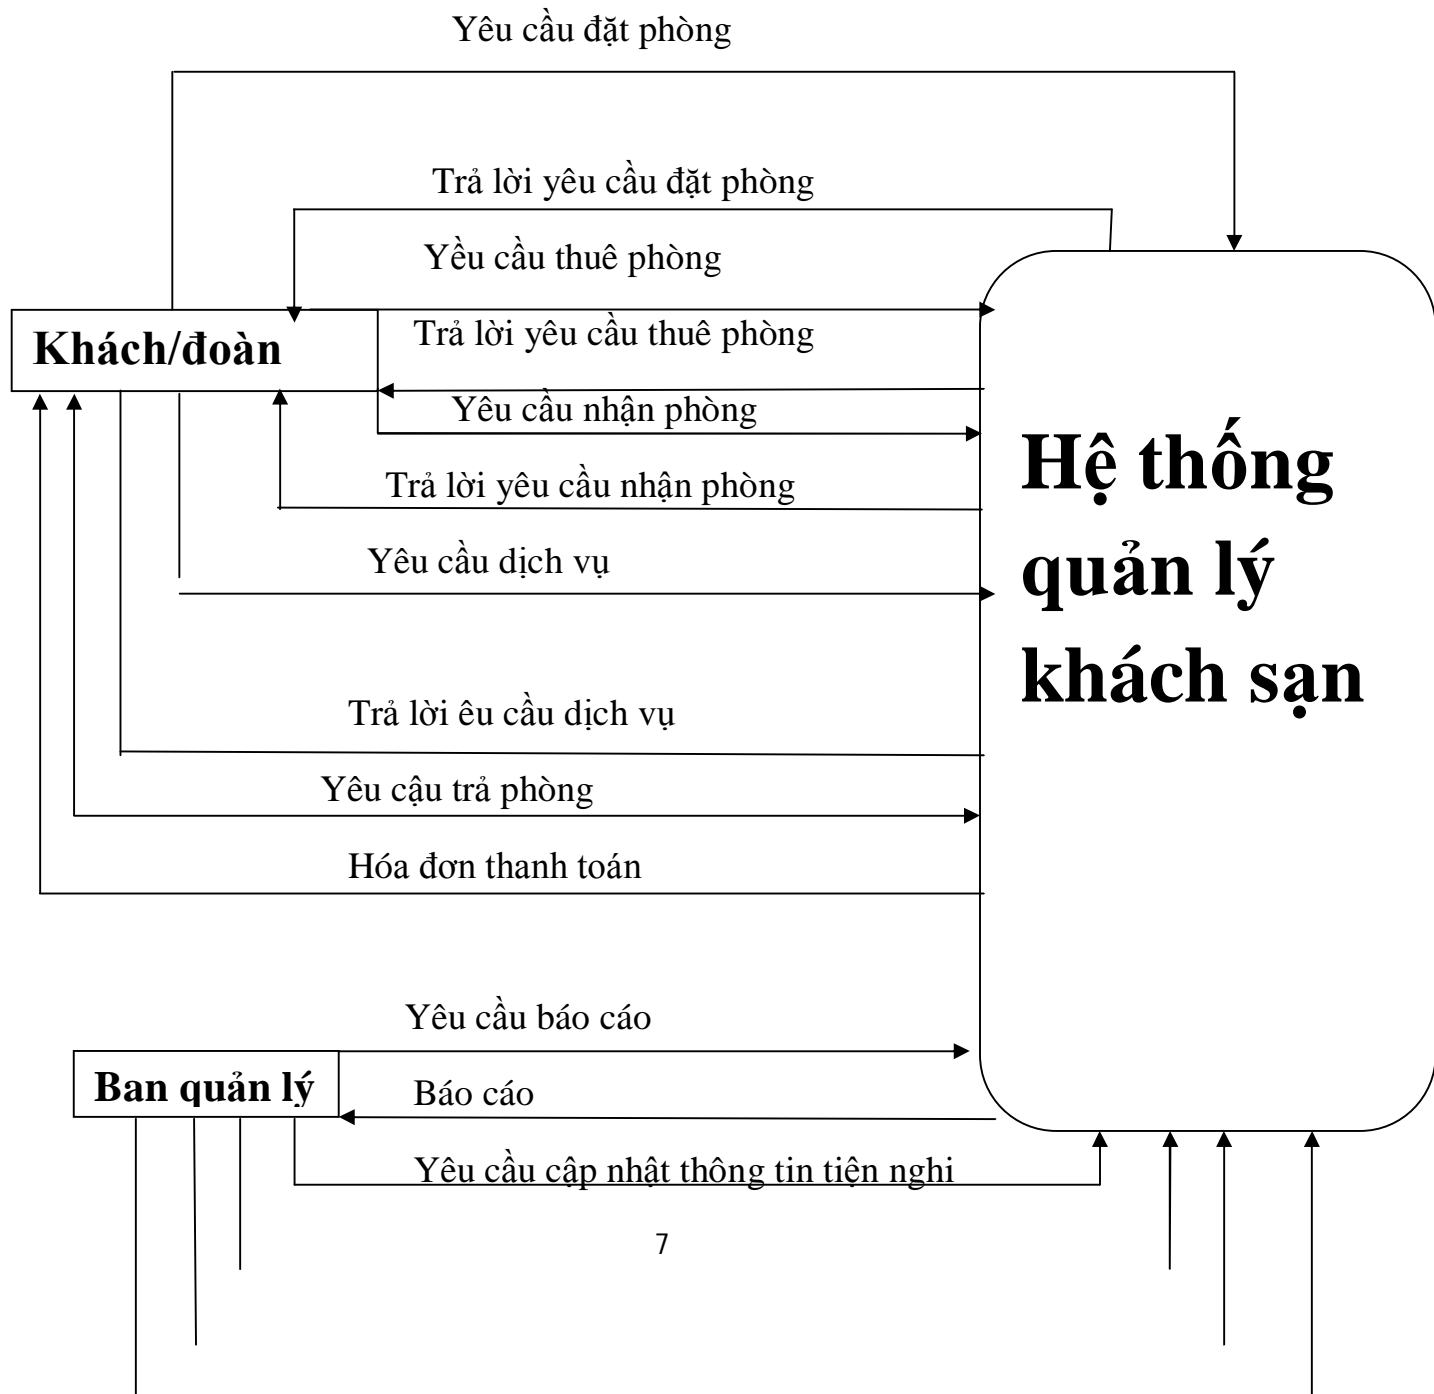 Yêu cầu đặt phòng
Trả lời yêu cầu đặt phòng
Yều cầu thuê phòng
Khách/đoàn
Trả lời yêu cầu thuê phòng
Yêu cầu nhận phòng
Trả lời yêu cầu nhận phòng
Yêu cầu dịch vụ
Hệ thống
quản lý
khách sạn
Trả lời êu cầu dịch vụ
Yêu cậu trả phòng
Hóa đơn thanh toán
Yêu cầu báo cáo
Ban quản lý
Báo cáo
Yêu cầu cập nhật thông tin tiện nghi
7